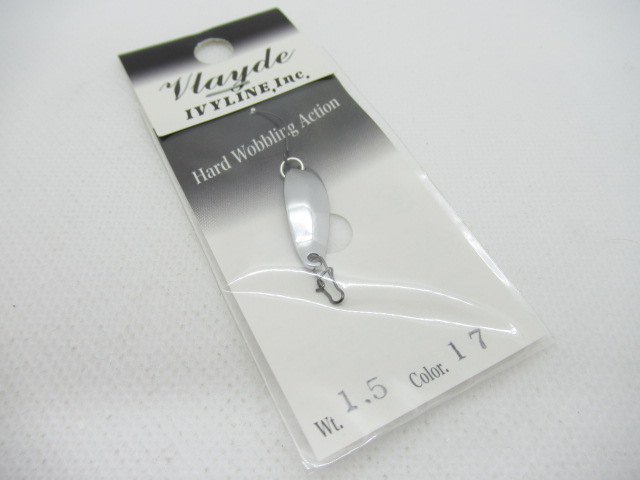 Vlayde
IVYLINE,Inc.
Hard Wobbling Action
Wt. 1.5 Color. 17